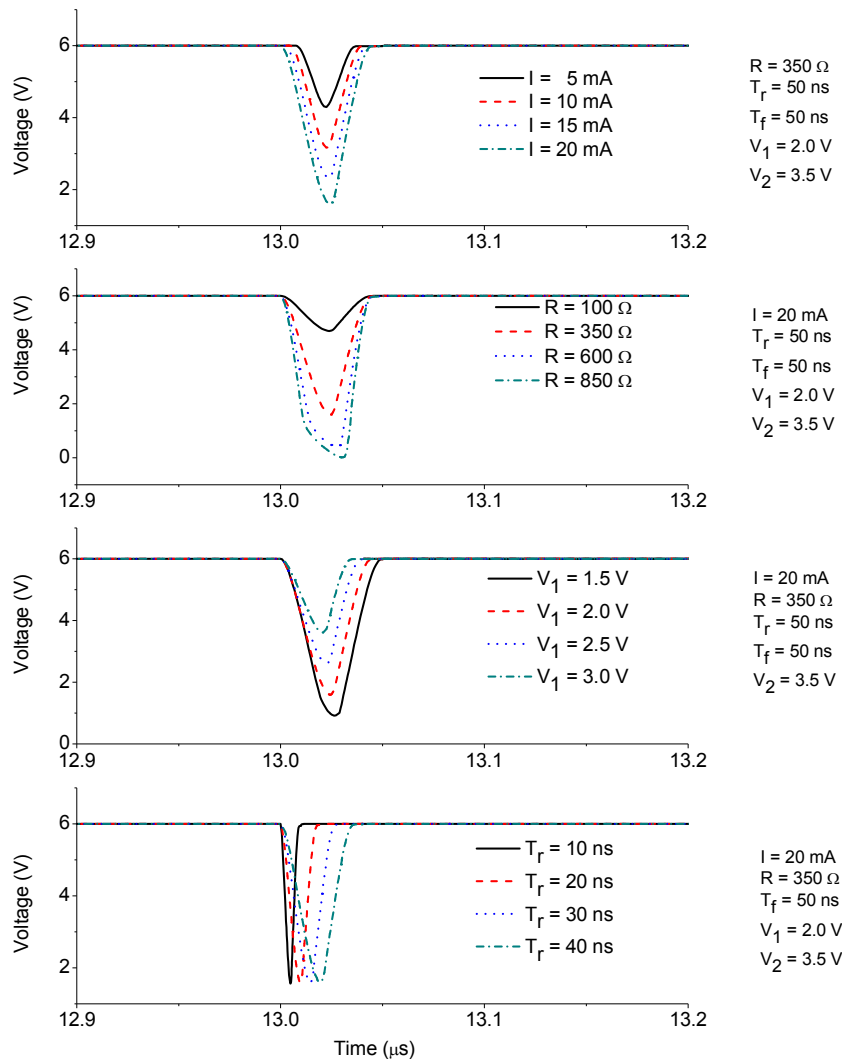 6
4
2
Voltage (V)
I = 5 mA
I = 10 mA
I = 15 mA
I = 20 mA
R = 350 Ω
Tr = 50 ns
Tf = 50 ns
V1 = 2.0 V
V2 = 3.5 V
12.9 13.0 13.1 13.2
6
4
2
0
Voltage (V)
R = 100 Ω
R = 350 Ω
R = 600 Ω
R = 850 Ω
I = 20 mA
Tr = 50 ns
Tf = 50 ns
V1 = 2.0 V
V2 = 3.5 V
12.9 13.0 13.1 13.2
6
4
2
0
Voltage (V)
V1 = 1.5 V
V1 = 2.0 V
V1 = 2.5 V
V1 = 3.0 V
I = 20 mA
R = 350 Ω
Tr = 50 ns
Tf = 50 ns
V2 = 3.5 V
12.9 13.0 13.1 13.2
6
4
2
Voltage (V)
Tr = 10 ns
Tr = 20 ns
Tr = 30 ns
Tr = 40 ns
I = 20 mA
R = 350 Ω
Tf = 50 ns
V1 = 2.0 V
V2 = 3.5 V
12.9 13.0 13.1 13.2
Time (μs)